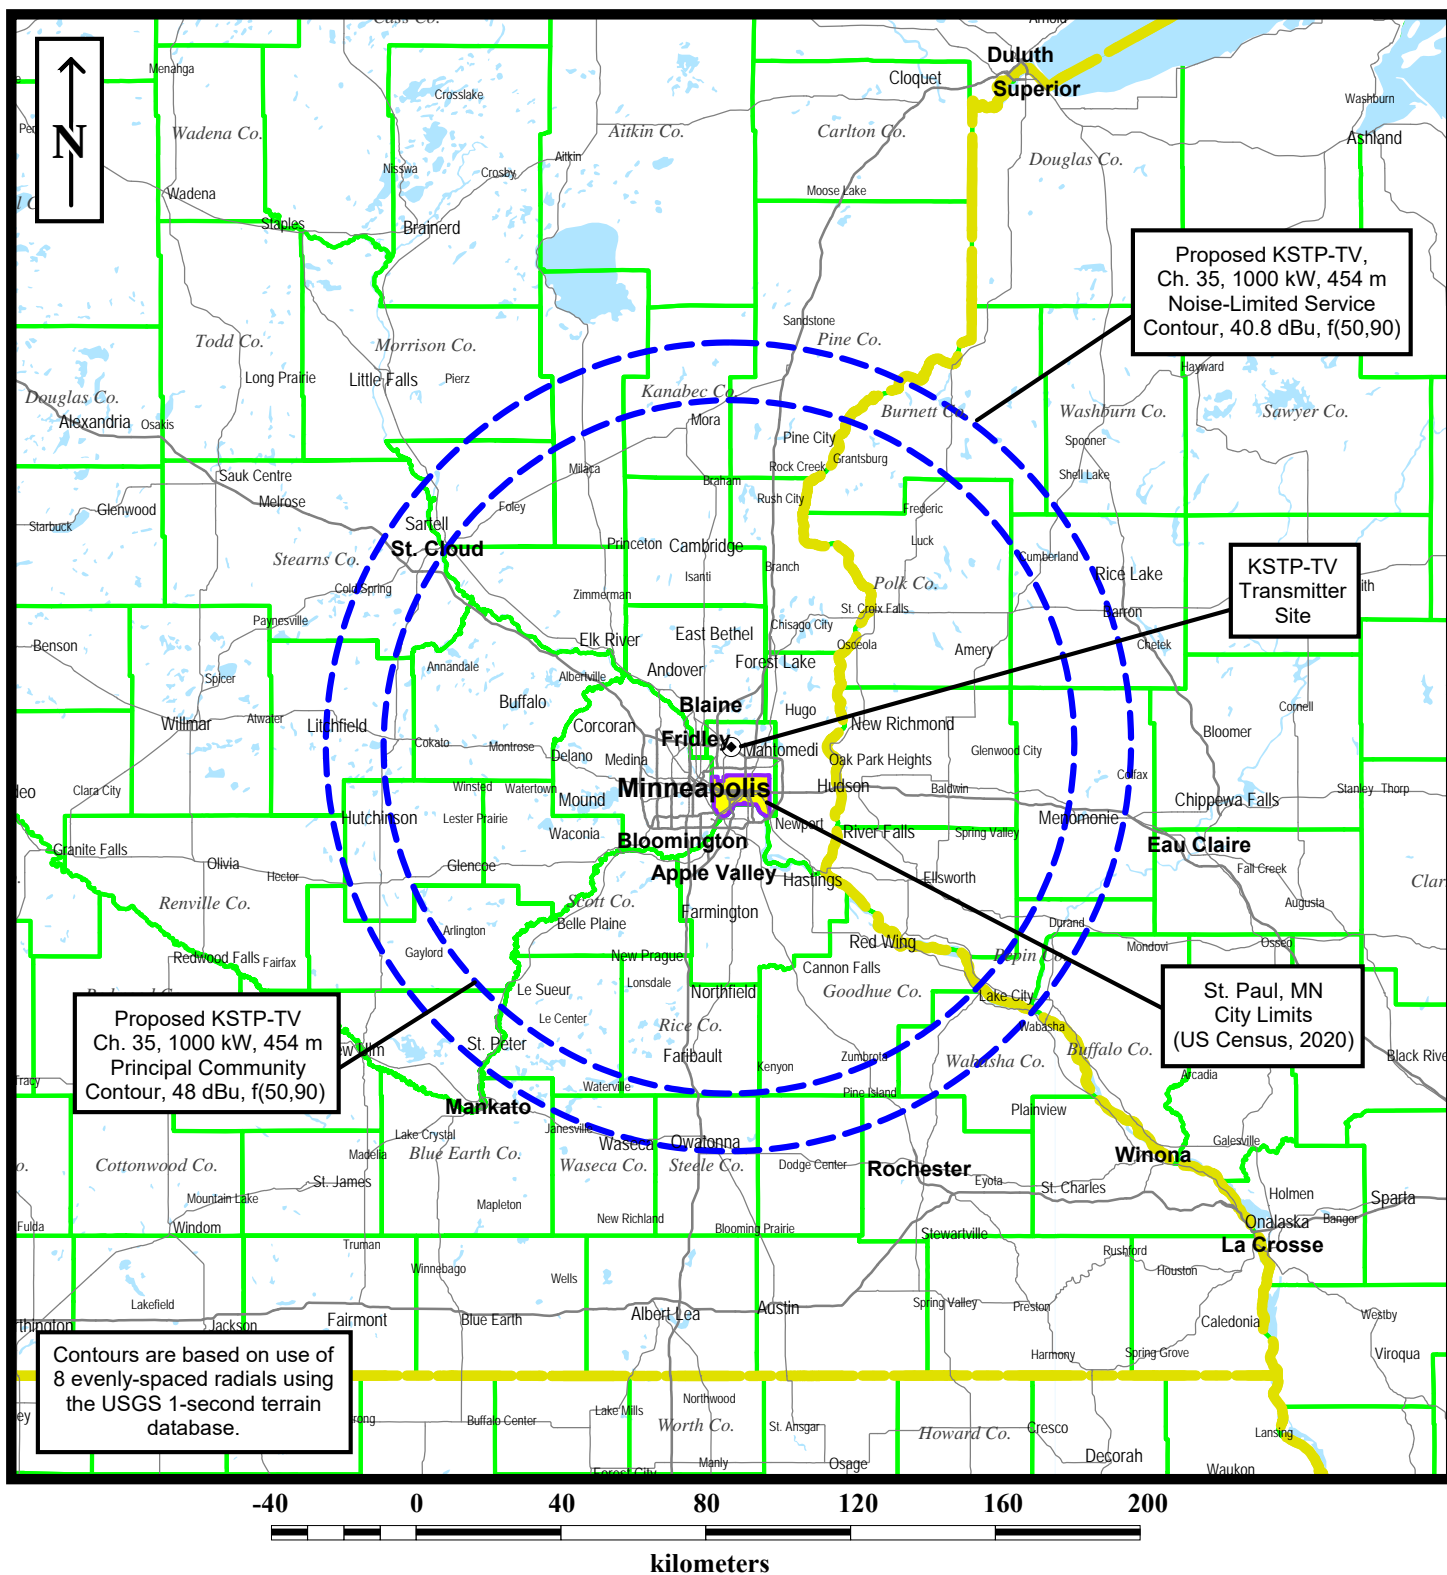 Cass Co.
Arnold
Duluth
Cloquet
Superior
Menahga
Crosslake
Washburn
N
Wadena Co.
Aitkin Co.
Carlton Co.
Ashland
Aitkin
Douglas Co.
Nisswa
Crosby
Wadena
Moose Lake
Staples
Brainerd
Proposed KSTP-TV,
Ch. 35, 1000 kW, 454 m
Noise-Limited Service
Contour, 40.8 dBu, f(50,90)
Sandstone
Todd Co.
Morrison Co.
Pine Co.
Long Prairie
Little Falls
Pierz
Hayward
Douglas Co.
Kanabec Co.
Burnett Co.
Washburn Co.
Sawyer Co.
Alexandria
Osakis
Mora
Pine City
Spooner
Grantsburg
Sauk Centre
Milaca
Rock Creek
Shell Lake
Braham
Melrose
Rush City
Glenwood
Foley
Frederic
Starbuck
Sartell
St. Cloud
Princeton
Cambridge
Luck
Stearns Co.
Cumberland
Branch
Isanti
Polk Co.
Rice Lake
Cold Spring
Zimmerman
KSTP-TV
Transmitter
Site
St. Croix Falls
Barron
Paynesville
Chisago City
East Bethel
Elk River
Benson
Osceola
Chetek
Amery
Annandale
Andover
Forest Lake
Albertville
Spicer
Buffalo
Blaine
Hugo
Cornell
Willmar
Atwater
Litchfield
Corcoran
New Richmond
Bloomer
Fridley
Cokato
Montrose
Delano
Medina
Mahtomedi
Oak Park Heights
Glenwood City
Colfax
Clara City
Winsted
Watertown
Minneapolis
Hudson
Baldwin
Stanley
Thorp
Mound
Chippewa Falls
Hutchinson
Lester Prairie
Newport
Menomonie
Waconia
River Falls
Spring Valley
Bloomington
Eau Claire
Granite Falls
Olivia
Glencoe
Apple Valley
Hastings
Ellsworth
Fall Creek
Hector
Renville Co.
Scott Co.
Augusta
Farmington
Arlington
Belle Plaine
Durand
Gaylord
Red Wing
Mondovi
Osseo
Redwood Falls
Fairfax
New Prague
Pepin Co.
Cannon Falls
Lonsdale
Le Sueur
Northfield
Goodhue Co.
Lake City
St. Paul, MN
City Limits
(US Census, 2020)
Proposed KSTP-TV
Ch. 35, 1000 kW, 454 m
Principal Community
Contour, 48 dBu, f(50,90)
Le Center
Rice Co.
Wabasha
St. Peter
Faribault
Zumbrota
Wabasha Co.
Buffalo Co.
Kenyon
Arcadia
Waterville
Pine Island
Mankato
Plainview
Lake Crystal
Janesville
Waseca
Owatonna
Galesville
Madelia
Blue Earth Co.
Waseca Co.
Steele Co.
Dodge Center
Rochester
Winona
Cottonwood Co.
St. James
Eyota
St. Charles
Holmen
Sparta
Mountain Lake
Mapleton
New Richland
Blooming Prairie
Stewartville
Onalaska
Bangor
Fulda
Windom
La Crosse
Truman
Rushford
Winnebago
Wells
Houston
Lakefield
Fairmont
Blue Earth
Albert Lea
Austin
Spring Valley
Preston
Caledonia
Westby
Jackson
Harmony
Spring Grove
Viroqua
Contours are based on use of
8 evenly-spaced radials using
the USGS 1-second terrain
database.
Northwood
Lake Mills
Buffalo Center
Worth Co.
St. Ansgar
Howard Co.
Cresco
Lansing
Decorah
Manly
Osage
Waukon
Forest City
-40 0 40 80 120 160 200
kilometers